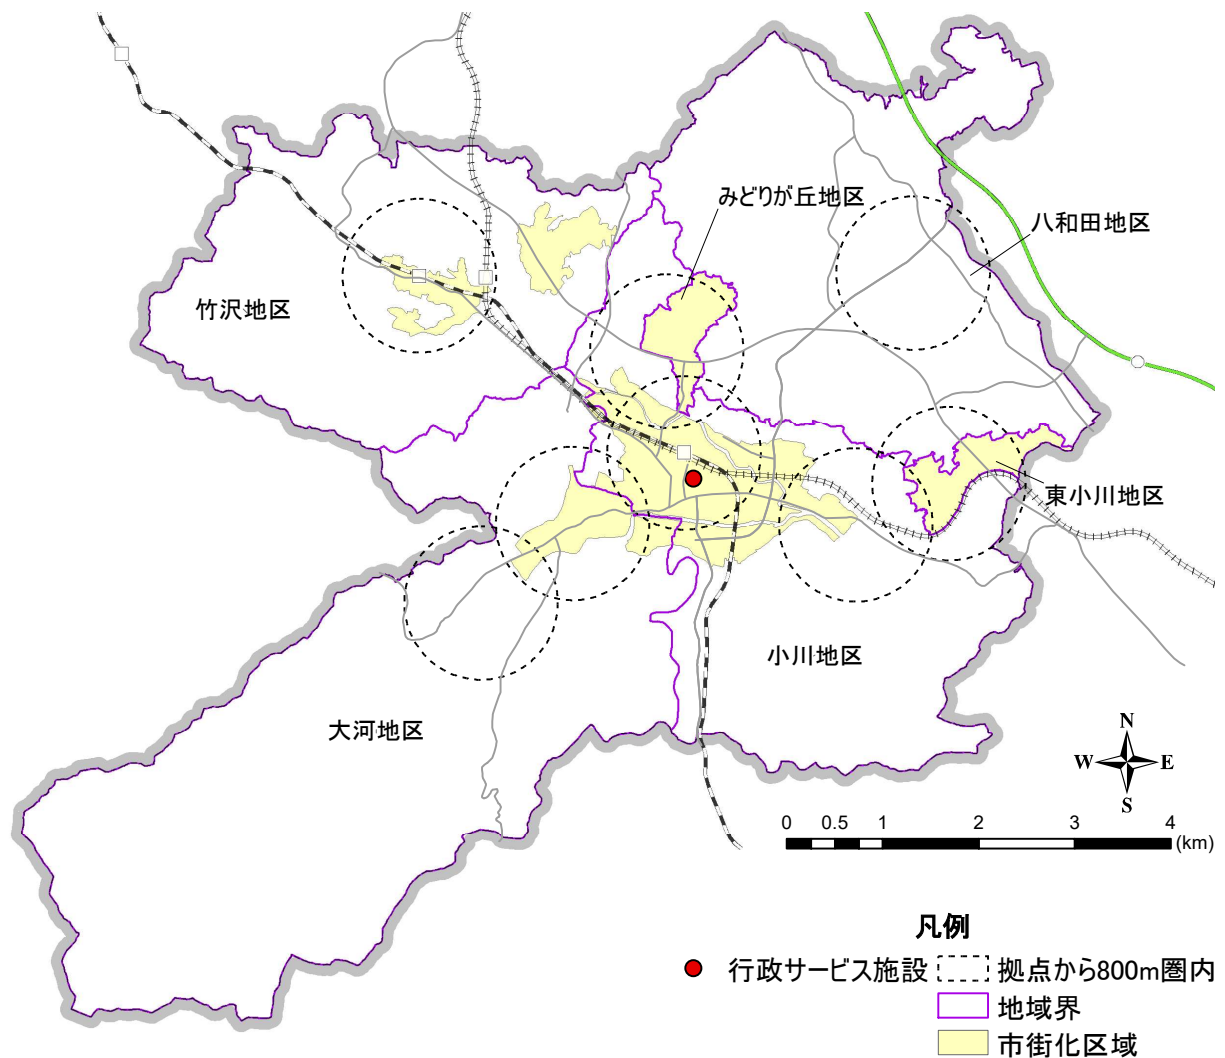 みどりが丘地区
八和田地区
竹沢地区
東小川地区
小川地区
大河地区
N
W E
S
0 0.5 1 2 3 4
(km)
凡例
行政サービス施設 拠点から800m圏内
地域界
市街化区域